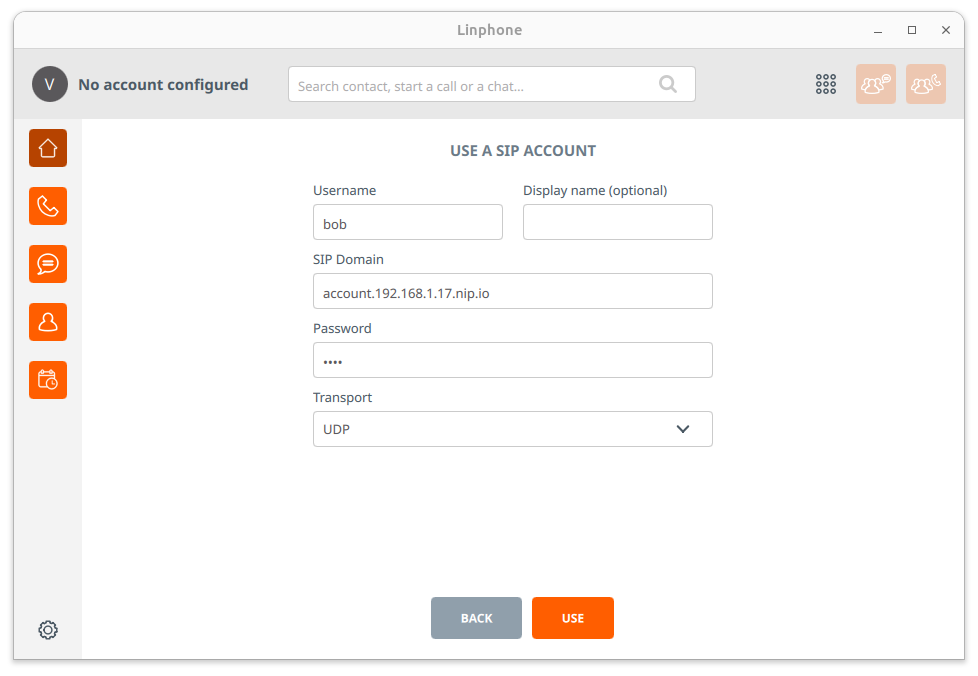 Linphone
V No account configured
Search contact, start a call or a chat...
USE A SIP ACCOUNT
Username Display name (optional)
bob
SIP Domain
account.192.168.1.17.nip.io
Password
••••
Transport
UDP
BACK USE